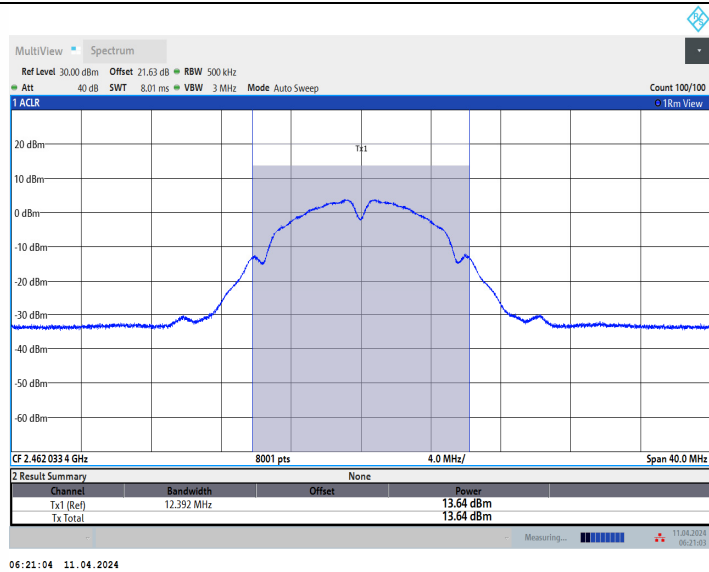 R&S
MultiView Spectrum
Ref Level 30.00 dBm Offset 21.63 dB RBW 500 kHz
Att 40 dB SWT 8.01 ms VBW 3 MHz Mode Auto Sweep Count 100/100
1 ACLR 1Rm View
Tx1
20 dBm
10 dBm
0 dBm
-10 dBm
-20 dBm
-30 dBm
-40 dBm
-50 dBm
-60 dBm
CF 2.462 033 4 GHz 8001 pts 4.0 MHz/ Span 40.0 MHz
2 Result Summary None
Channel Bandwidth Offset Power
Tx1 (Ref) 12.392 MHz 13.64 dBm
Tx Total 13.64 dBm
- - Measuring... 11.04.2024
06:21:03
06:21:04 11.04.2024